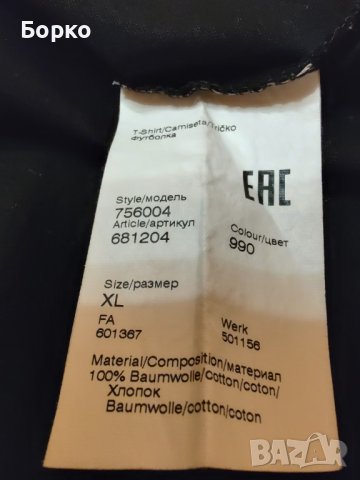 Борко
T-Shirt/Camiseta/Tričko
Футболка
EAC
Style/модель
756004
Article/артикул
681204
Colour/цвет
990
Size/размер
XL
FA
601367
Werk
501156
Material/Composition/материал
100% Baumwolle/cotton/coton/
Хлопок
Baumwolle/cotton/coton
BAZAR